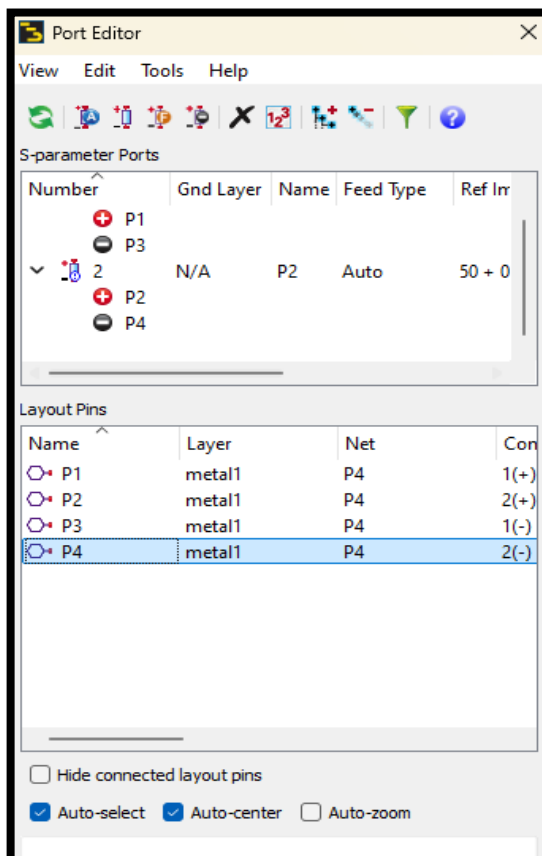 Port Editor
View Edit Tools Help
S-parameter Ports
Number Gnd Layer Name Feed Type Ref Im
P1
P3
2 N/A P2 Auto 50 + 0
P2
P4
Layout Pins
Name Layer Net Con
P1 metal1 P4 1(+)
P2 metal1 P4 2(+)
P3 metal1 P4 1(-)
P4 metal1 P4 2(-)
Hide connected layout pins
Auto-select Auto-center Auto-zoom